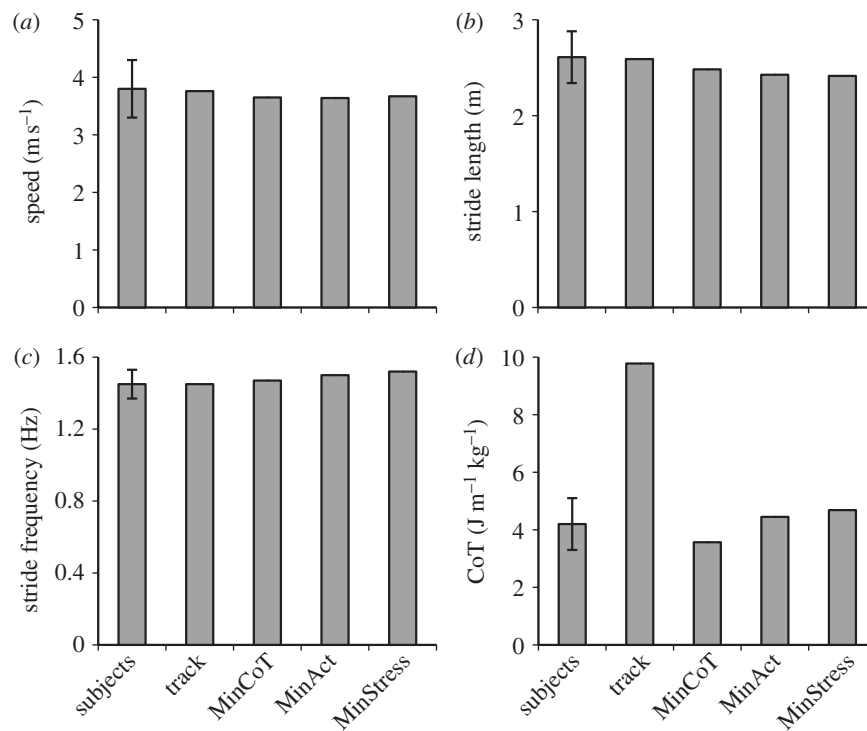 (a)
5
4
3
2
1
0
speed (m s⁻¹)
(b)
3
2
1
0
stride length (m)
(c)
1.6
1.2
0.8
0.4
0
stride frequency (Hz)
subjects
track
MinCoT
MinAct
MinStress
(d)
10
8
6
4
2
0
CoT (J m⁻¹ kg⁻¹)
subjects
track
MinCoT
MinAct
MinStress